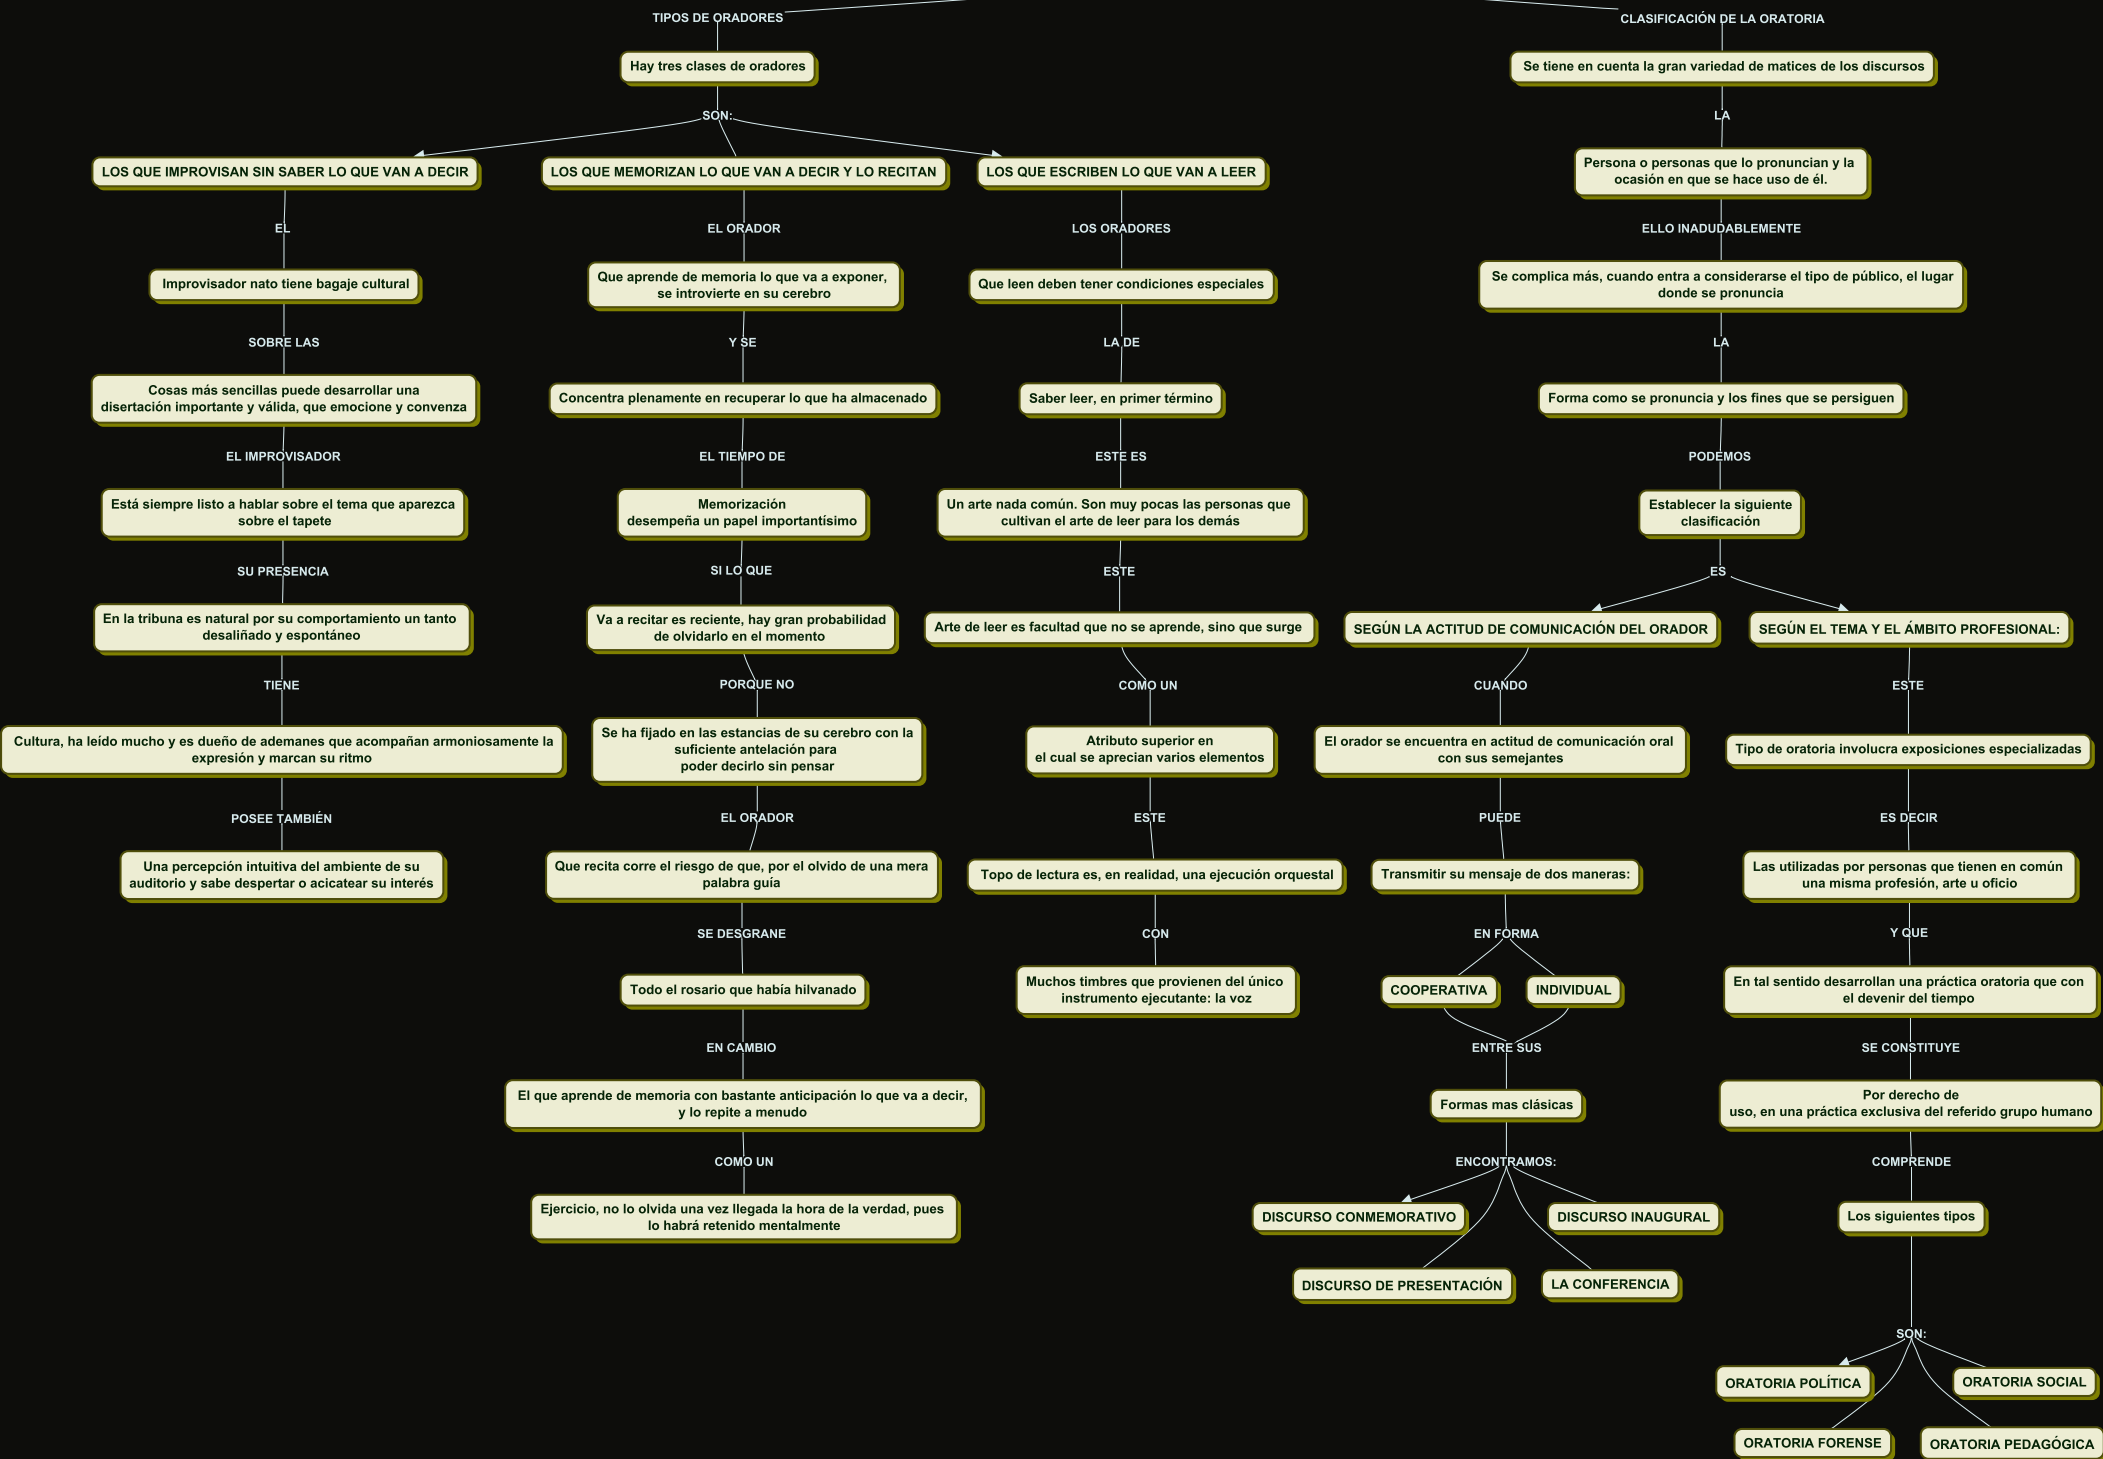 TIPOS DE ORADORES
Hay tres clases de oradores
SON:
LOS QUE IMPROVISAN SIN SABER LO QUE VAN A DECIR
EL
Improvisador nato tiene bagaje cultural
SOBRE LAS
Cosas más sencillas puede desarrollar una
disertación importante y válida, que emocione y convenza
EL IMPROVISADOR
Está siempre listo a hablar sobre el tema que aparezca
sobre el tapete
SU PRESENCIA
En la tribuna es natural por su comportamiento un tanto
desaliñado y espontáneo
TIENE
Cultura, ha leído mucho y es dueño de ademanes que acompañan armoniosamente la
expresión y marcan su ritmo
POSEE TAMBIÉN
Una percepción intuitiva del ambiente de su
auditorio y sabe despertar o acicatear su interés
LOS QUE MEMORIZAN LO QUE VAN A DECIR Y LO RECITAN
EL ORADOR
Que aprende de memoria lo que va a exponer,
se introvierte en su cerebro
Y SE
Concentra plenamente en recuperar lo que ha almacenado
EL TIEMPO DE
Memorización
desempeña un papel importantísimo
SI LO QUE
Va a recitar es reciente, hay gran probabilidad
de olvidarlo en el momento
PORQUE NO
Se ha fijado en las estancias de su cerebro con la
suficiente antelación para
poder decirlo sin pensar
EL ORADOR
Que recita corre el riesgo de que, por el olvido de una mera
palabra guía
SE DESGRANE
Todo el rosario que había hilvanado
EN CAMBIO
El que aprende de memoria con bastante anticipación lo que va a decir,
y lo repite a menudo
COMO UN
Ejercicio, no lo olvida una vez llegada la hora de la verdad, pues
lo habrá retenido mentalmente
LOS QUE ESCRIBEN LO QUE VAN A LEER
LOS ORADORES
Que leen deben tener condiciones especiales
LA DE
Saber leer, en primer término
ESTE ES
Un arte nada común. Son muy pocas las personas que
cultivan el arte de leer para los demás
ESTE
Arte de leer es facultad que no se aprende, sino que surge
COMO UN
Atributo superior en
el cual se aprecian varios elementos
ESTE
Topo de lectura es, en realidad, una ejecución orquestal
CON
Muchos timbres que provienen del único
instrumento ejecutante: la voz
CLASIFICACIÓN DE LA ORATORIA
Se tiene en cuenta la gran variedad de matices de los discursos
LA
Persona o personas que lo pronuncian y la
ocasión en que se hace uso de él.
ELLO INADUDABLEMENTE
Se complica más, cuando entra a considerarse el tipo de público, el lugar
donde se pronuncia
LA
Forma como se pronuncia y los fines que se persiguen
PODEMOS
Establecer la siguiente
clasificación
ES
SEGÚN LA ACTITUD DE COMUNICACIÓN DEL ORADOR
CUANDO
El orador se encuentra en actitud de comunicación oral
con sus semejantes
PUEDE
Transmitir su mensaje de dos maneras:
EN FORMA
COOPERATIVA
INDIVIDUAL
ENTRE SUS
Formas mas clásicas
ENCONTRAMOS:
DISCURSO CONMEMORATIVO
DISCURSO INAUGURAL
DISCURSO DE PRESENTACIÓN
LA CONFERENCIA
SEGÚN EL TEMA Y EL ÁMBITO PROFESIONAL:
ESTE
Tipo de oratoria involucra exposiciones especializadas
ES DECIR
Las utilizadas por personas que tienen en común
una misma profesión, arte u oficio
Y QUE
En tal sentido desarrollan una práctica oratoria que con
el devenir del tiempo
SE CONSTITUYE
Por derecho de
uso, en una práctica exclusiva del referido grupo humano
COMPRENDE
Los siguientes tipos
SON:
ORATORIA POLÍTICA
ORATORIA SOCIAL
ORATORIA FORENSE
ORATORIA PEDAGÓGICA